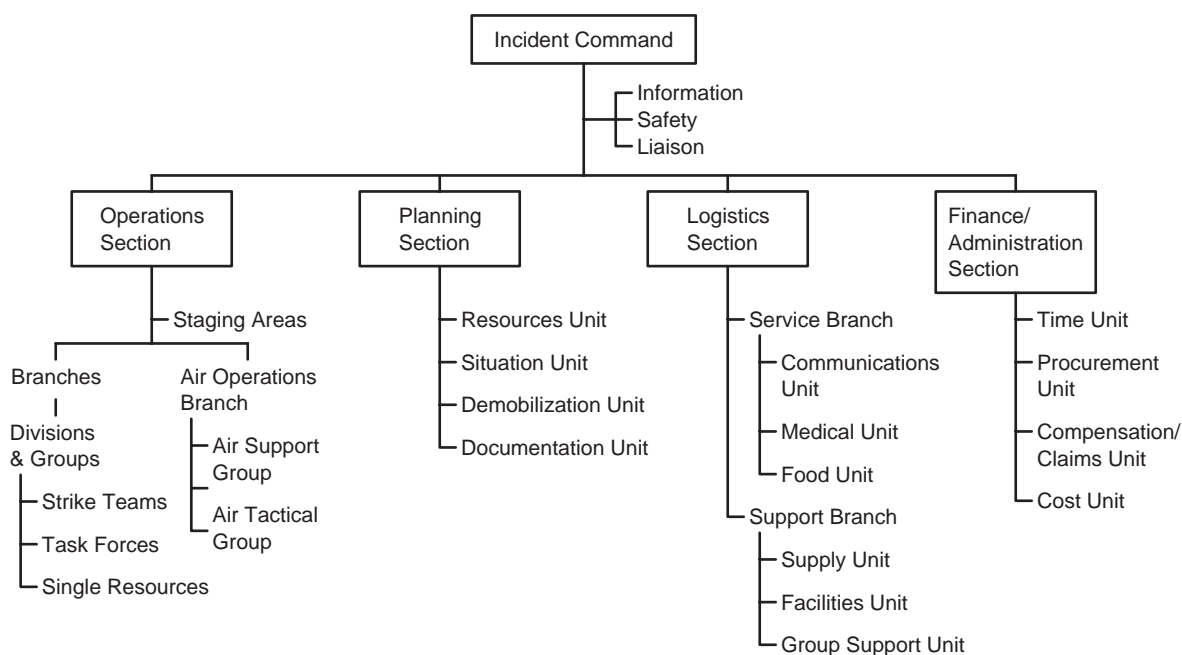 Incident Command
Information
Safety
Liaison
Operations
Section
Planning
Section
Logistics
Section
Finance/
Administration
Section
Staging Areas
Branches
Air Operations
Branch
Divisions
& Groups
Air Support
Group
Strike Teams
Air Tactical
Group
Task Forces
Single Resources
Resources Unit
Situation Unit
Demobilization Unit
Documentation Unit
Service Branch
Communications
Unit
Medical Unit
Food Unit
Support Branch
Supply Unit
Facilities Unit
Group Support Unit
Time Unit
Procurement
Unit
Compensation/
Claims Unit
Cost Unit